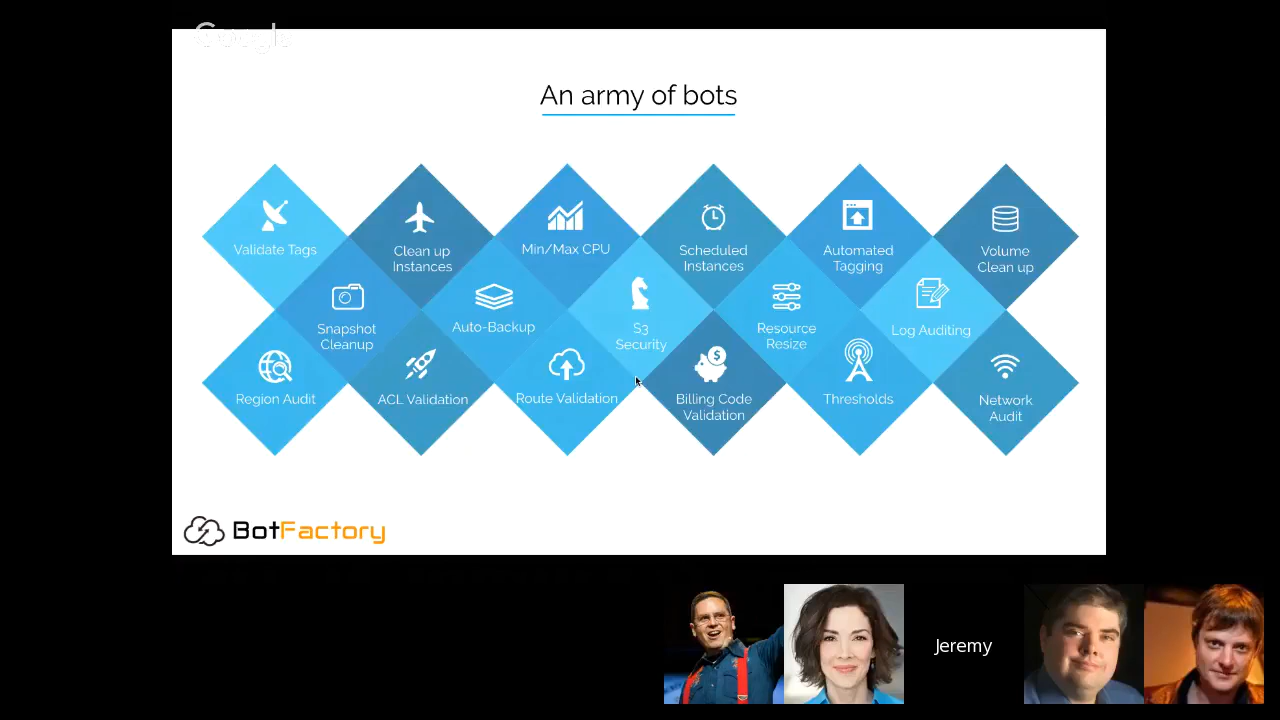 Google
An army of bots
Validate Tags
Clean up
Instances
Min/Max CPU
Scheduled
Instances
Automated
Tagging
Volume
Clean up
Snapshot
Cleanup
Auto-Backup
S3
Security
Resource
Resize
Log Auditing
Region Audit
ACL Validation
Route Validation
$
Billing Code
Validation
Thresholds
Network
Audit
BotFactory
Jeremy